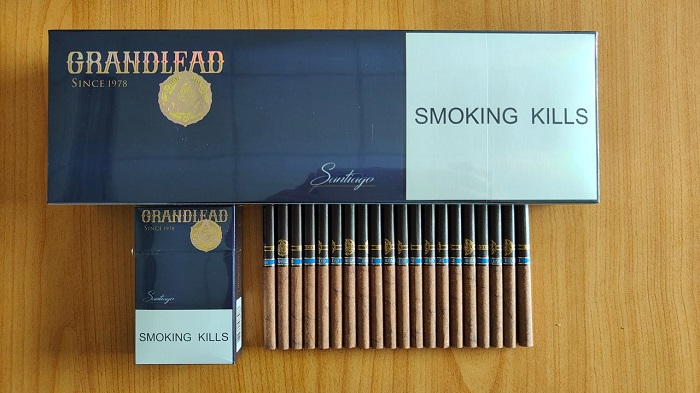 GRANDLEAD
SINCE 1978
SMOKING KILLS
Santiago
GRANDLEAD
SINCE 1978
Santiago
SMOKING KILLS